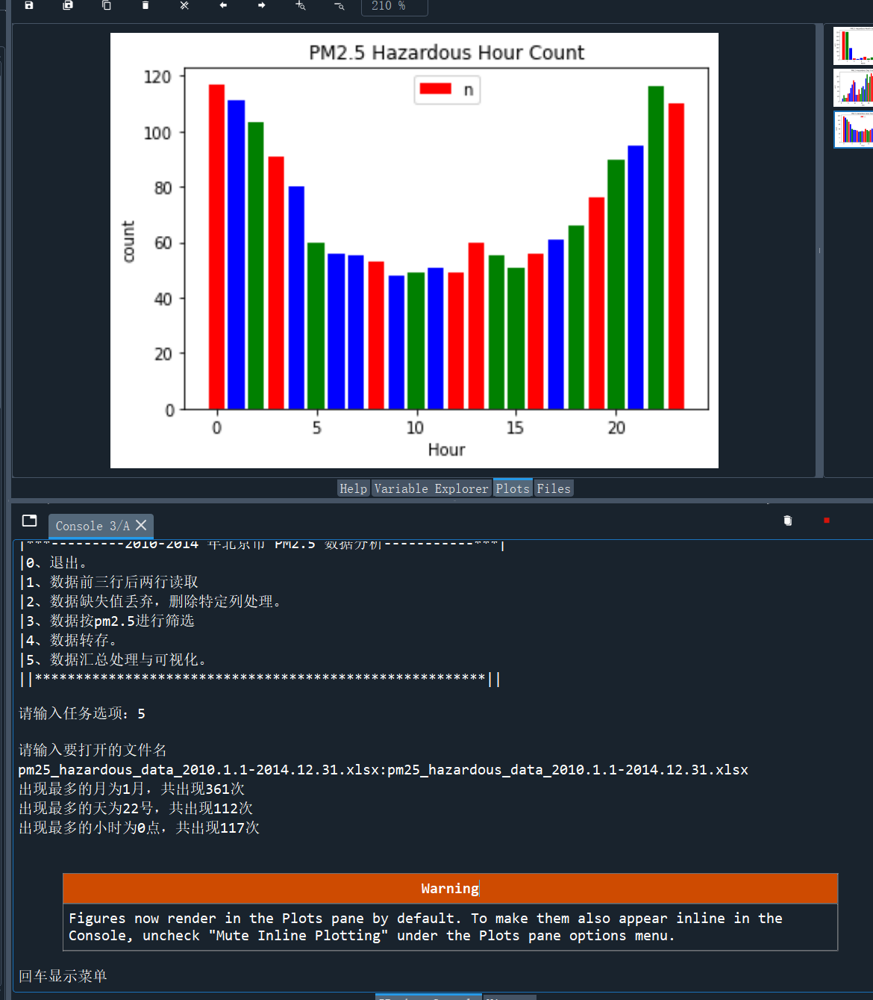 210 %
PM2.5 Hazardous Hour Count
n
120
100
80
60
40
20
0
count
0 5 10 15 20
Hour
Help Variable Explorer Plots Files
Console 3/A
|***---------2010-2014 年北京市 PM2.5 数据分析-----------***|
|0、退出。
|1、数据前三行后两行读取
|2、数据缺失值丢弃，删除特定列处理。
|3、数据按pm2.5进行筛选
|4、数据转存。
|5、数据汇总处理与可视化。
||**********************************************************||
请输入任务选项：5
请输入要打开的文件名
pm25_hazardous_data_2010.1.1-2014.12.31.xlsx:pm25_hazardous_data_2010.1.1-2014.12.31.xlsx
出现最多的月为1月，共出现361次
出现最多的天为22号，共出现112次
出现最多的小时为0点，共出现117次
Warning
Figures now render in the Plots pane by default. To make them also appear inline in the
Console, uncheck "Mute Inline Plotting" under the Plots pane options menu.
回车显示菜单